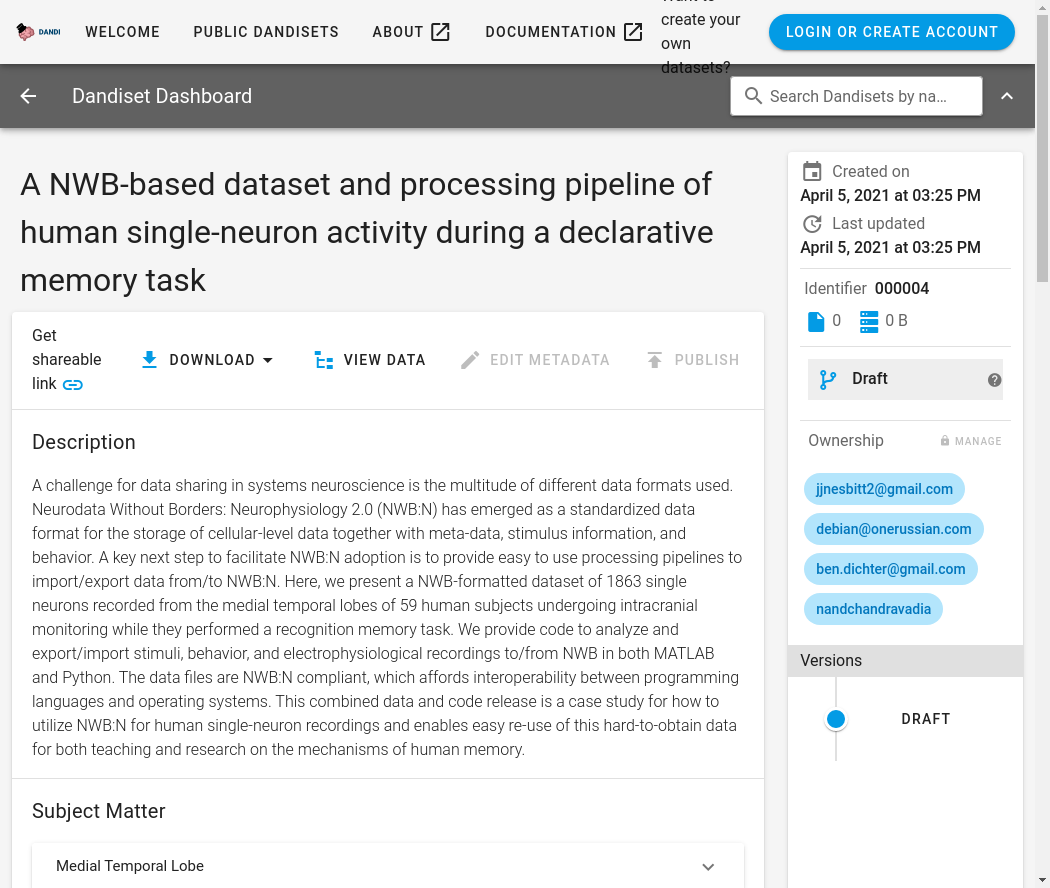 DANDI
WELCOME
PUBLIC DANDISETS
ABOUT
DOCUMENTATION
create your
own
datasets?
LOGIN OR CREATE ACCOUNT
Dandiset Dashboard
Search Dandisets by na...
A NWB-based dataset and processing pipeline of
human single-neuron activity during a declarative
memory task
Get
shareable
link
DOWNLOAD
VIEW DATA
EDIT METADATA
PUBLISH
Description
A challenge for data sharing in systems neuroscience is the multitude of different data formats used.
Neurodata Without Borders: Neurophysiology 2.0 (NWB:N) has emerged as a standardized data
format for the storage of cellular-level data together with meta-data, stimulus information, and
behavior. A key next step to facilitate NWB:N adoption is to provide easy to use processing pipelines to
import/export data from/to NWB:N. Here, we present a NWB-formatted dataset of 1863 single
neurons recorded from the medial temporal lobes of 59 human subjects undergoing intracranial
monitoring while they performed a recognition memory task. We provide code to analyze and
export/import stimuli, behavior, and electrophysiological recordings to/from NWB in both MATLAB
and Python. The data files are NWB:N compliant, which affords interoperability between programming
languages and operating systems. This combined data and code release is a case study for how to
utilize NWB:N for human single-neuron recordings and enables easy re-use of this hard-to-obtain data
for both teaching and research on the mechanisms of human memory.
Subject Matter
Medial Temporal Lobe
Created on
April 5, 2021 at 03:25 PM
Last updated
April 5, 2021 at 03:25 PM
Identifier 000004
0
0 B
Draft
?
Ownership
MANAGE
jjnesbitt2@gmail.com
debian@onerussian.com
ben.dichter@gmail.com
nandchandravadia
Versions
DRAFT